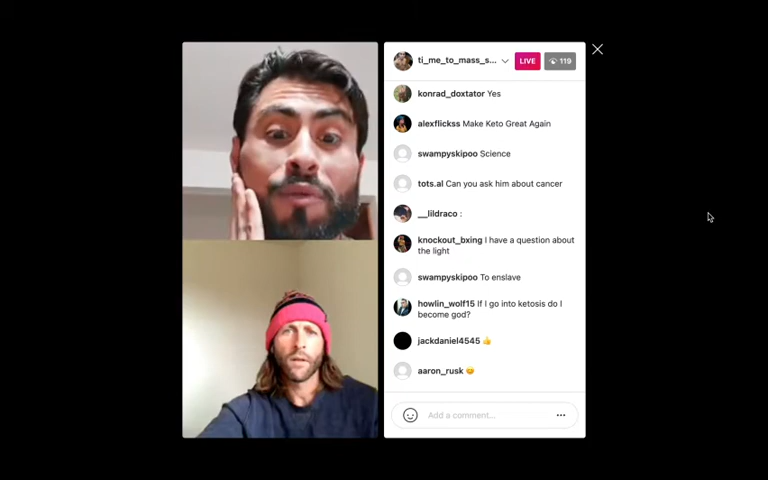 ti_me_to_mass_s...
LIVE
119
konrad_doxtator Yes
alexflickss Make Keto Great Again
swampyskipoo Science
tots.al Can you ask him about cancer
__lildraco :
knockout_bxing I have a question about
the light
swampyskipoo To enslave
howlin_wolf15 If I go into ketosis do I
become god?
jackdaniel4545 👍
aaron_rusk 😊
Add a comment...